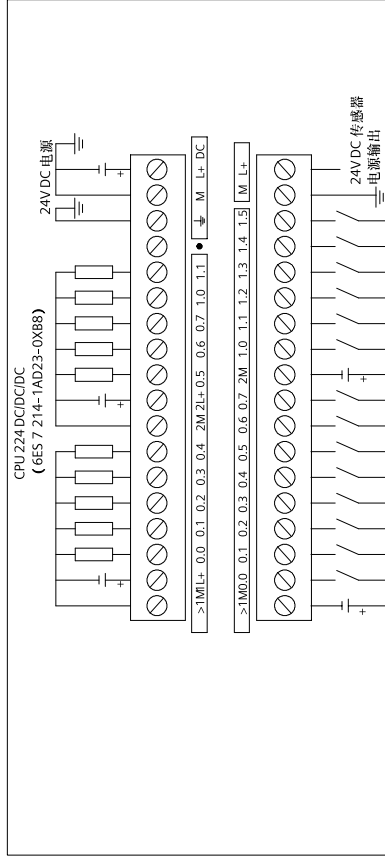 CPU 224 DC/DC/DC
(6ES 7 214-1AD23-0XB8)
24V DC 电源
+ + +
>1M 1L+ 0.0 0.1 0.2 0.3 0.4 2M 2L+ 0.5 0.6 0.7 1.0 1.1 M L+ DC
>1M 0.0 0.1 0.2 0.3 0.4 0.5 0.6 0.7 2M 1.0 1.1 1.2 1.3 1.4 1.5 M L+
+ +
24V DC 传感器
电源输出